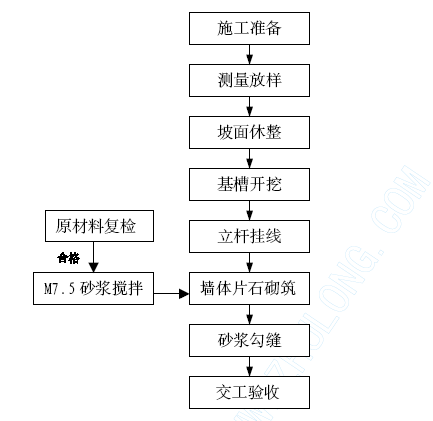 施工准备
测量放样
坡面休整
基槽开挖
原材料复检
立杆挂线
合格
M7.5砂浆搅拌
墙体片石砌筑
砂浆勾缝
交工验收